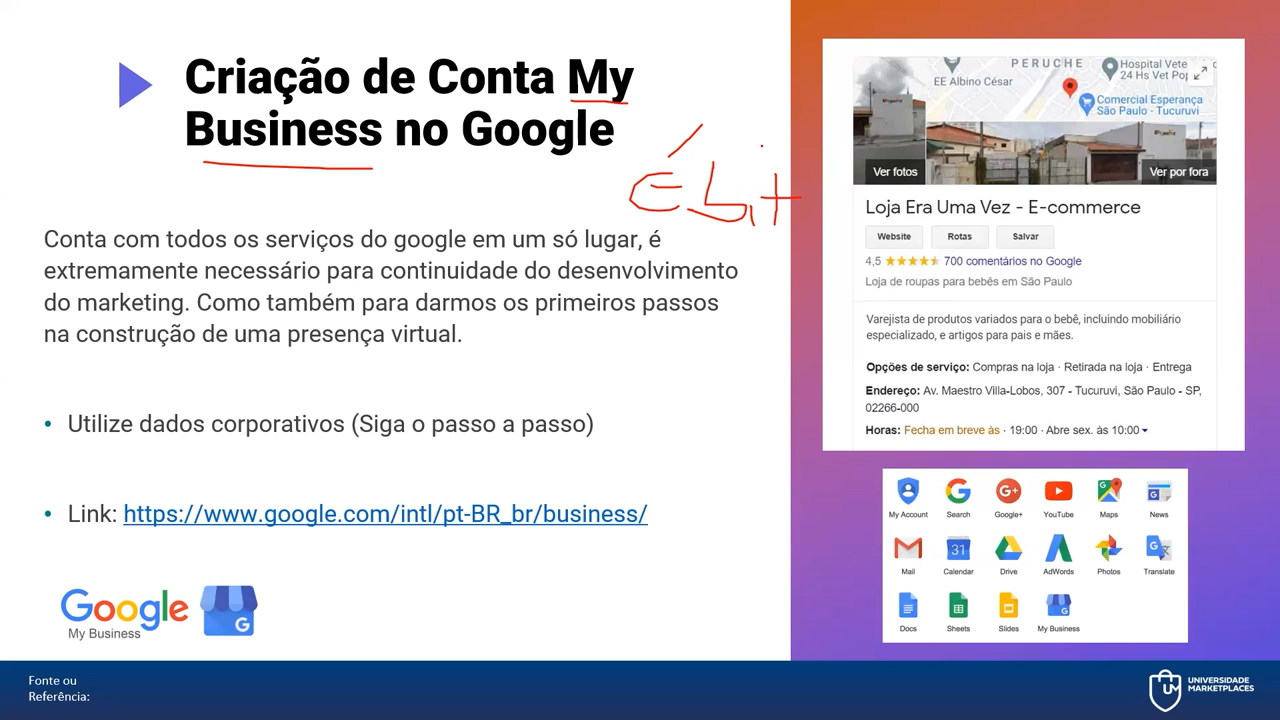 Criação de Conta My
Business no Google
Conta com todos os serviços do google em um só lugar, é
extremamente necessário para continuidade do desenvolvimento
do marketing. Como também para darmos os primeiros passos
na construção de uma presença virtual.
• Utilize dados corporativos (Siga o passo a passo)
• Link: https://www.google.com/intl/pt-BR_br/business/
Google
My Business
PERUCHE
EE Albino César
Hospital Vete
24 Hs Vet Pop
Comercial Esperança
São Paulo - Tucuruvi
Ver fotos
Ver por fora
Loja Era Uma Vez - E-commerce
Website Rotas Salvar
4,5 700 comentários no Google
Loja de roupas para bebês em São Paulo
Varejista de produtos variados para o bebê, incluindo mobiliário
especializado, e artigos para pais e mães.
Opções de serviço: Compras na loja · Retirada na loja · Entrega
Endereço: Av. Maestro Villa-Lobos, 307 - Tucuruvi, São Paulo - SP,
02266-000
Horas: Fecha em breve às · 19:00 · Abre sex. às 10:00
My Account Search Google+ YouTube Maps News
31
Mail Calendar Drive AdWords Photos Translate
Docs Sheets Slides My Business
Fonte ou
Referência:
UM
UNIVERSIDADE
MARKETPLACES